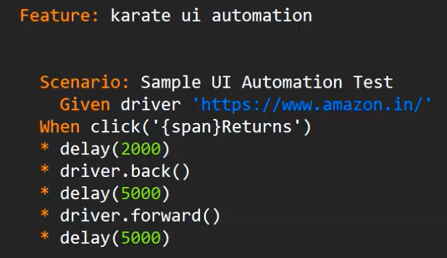 Feature: karate ui automation
Scenario: Sample UI Automation Test
Given driver 'https://www.amazon.in/'
When click('{span}Returns')
* delay(2000)
* driver.back()
* delay(5000)
* driver.forward()
* delay(5000)